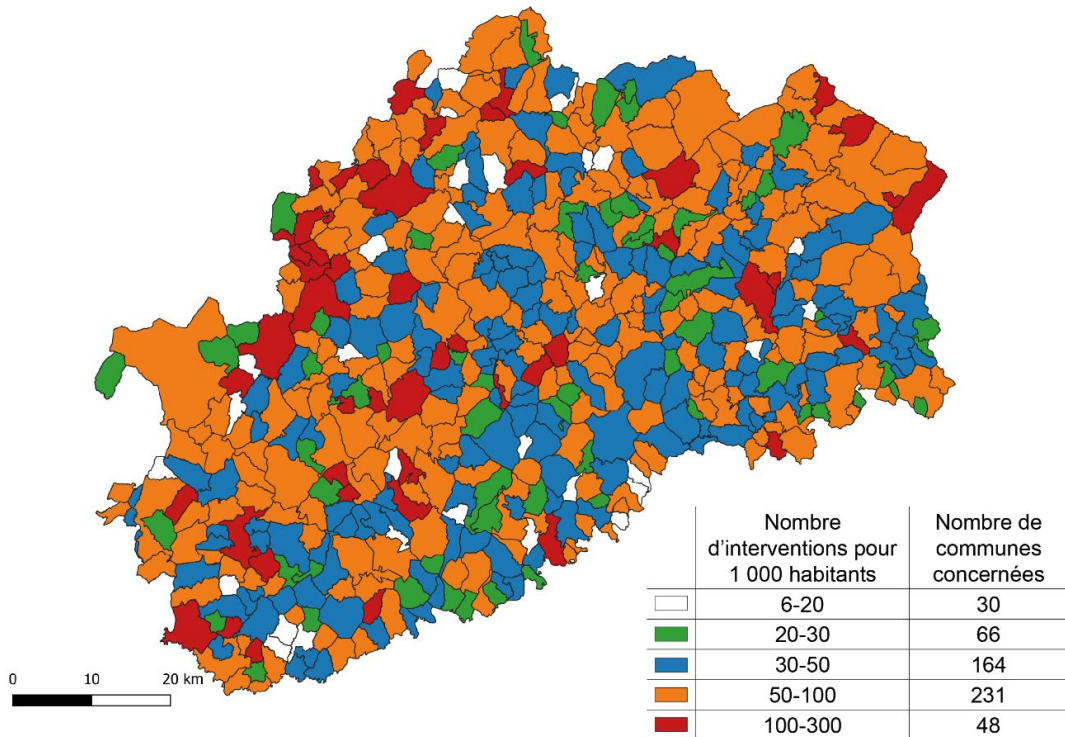 Nombre
d'interventions pour
1 000 habitants
Nombre de
communes
concernées
6-20 30
20-30 66
30-50 164
50-100 231
100-300 48
0 10 20 km